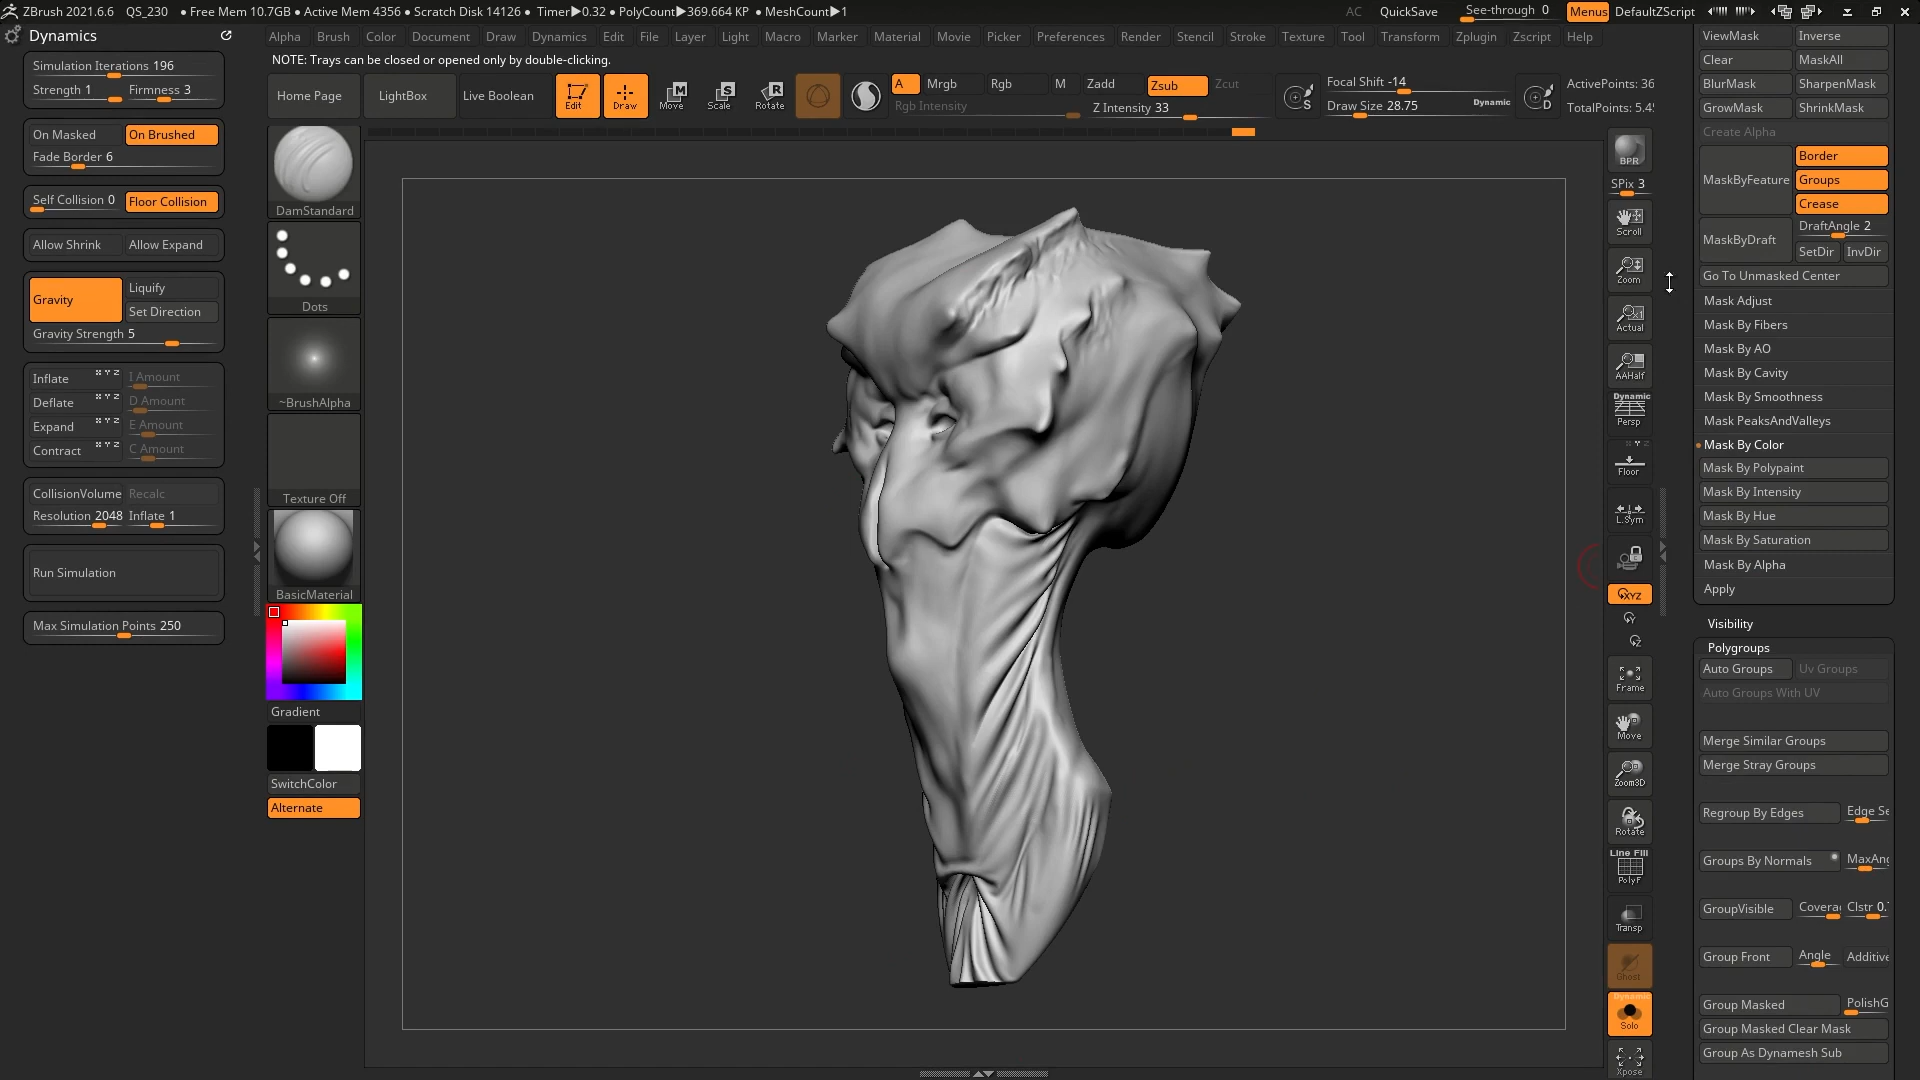 ZBrush 2021.6.6 QS_230 • Free Mem 10.7GB • Active Mem 4356 • Scratch Disk 14126 • Timer▶0.32 • PolyCount▶369.664 KP • MeshCount▶1
AC QuickSave See-through 0 Menus DefaultZScript
Dynamics
Alpha Brush Color Document Draw Dynamics Edit File Layer Light Macro Marker Material Movie Picker Preferences Render Stencil Stroke Texture Tool Transform Zplugin Zscript Help
NOTE: Trays can be closed or opened only by double-clicking.
Home Page LightBox Live Boolean Edit Draw Move Scale Rotate
M S R
A Mrgb Rgb M Zadd Zsub Zcut
Rgb Intensity Z Intensity 33
S Focal Shift -14
Draw Size 28.75 Dynamic D
ActivePoints: 36
TotalPoints: 5.4
Simulation Iterations 196
Strength 1 Firmness 3
On Masked On Brushed
Fade Border 6
Self Collision 0 Floor Collision
Allow Shrink Allow Expand
Gravity Liquify
Set Direction
Gravity Strength 5
Inflate X Y Z I Amount
Deflate X Y Z D Amount
Expand X Y Z E Amount
Contract X Y Z C Amount
CollisionVolume Recalc
Resolution 2048 Inflate 1
Run Simulation
Max Simulation Points 250
DamStandard
Dots
~BrushAlpha
Texture Off
BasicMaterial
Gradient
SwitchColor
Alternate
BPR
SPix 3
Scroll
Zoom
Actual
AAHalf
Dynamic
Persp
Floor
L.Sym
XYZ
Y
Z
Frame
Move
Zoom3D
Rotate
Line Fill
PolyF
Transp
Ghost
Dynamic
Solo
Xpose
ViewMask Inverse
Clear MaskAll
BlurMask SharpenMask
GrowMask ShrinkMask
Create Alpha
MaskByFeature Border
Groups
Crease
MaskByDraft DraftAngle 2
SetDir InvDir
Go To Unmasked Center
Mask Adjust
Mask By Fibers
Mask By AO
Mask By Cavity
Mask By Smoothness
Mask PeaksAndValleys
Mask By Color
Mask By Polypaint
Mask By Intensity
Mask By Hue
Mask By Saturation
Mask By Alpha
Apply
Visibility
Polygroups
Auto Groups Uv Groups
Auto Groups With UV
Merge Similar Groups
Merge Stray Groups
Regroup By Edges Edge Se
Groups By Normals MaxAng
GroupVisible Covera Clstr 0.
Group Front Angle Additive
Group Masked PolishG
Group Masked Clear Mask
Group As Dynamesh Sub